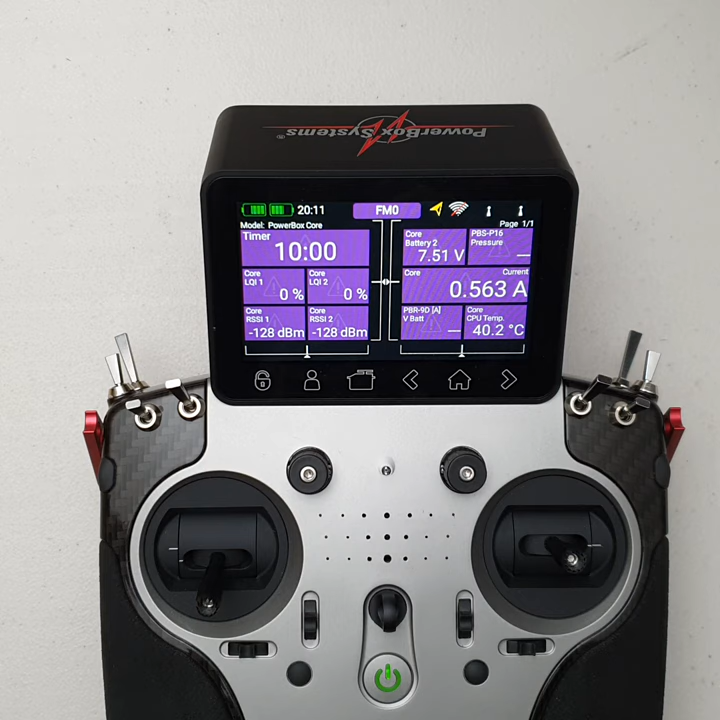 PowerBox Systems®
20:11 FM0
Model: PowerBox Core
Page 1/1
Timer
10:00
Core
LQI 1
0 %
Core
LQI 2
0 %
Core
RSSI 1
-128 dBm
Core
RSSI 2
-128 dBm
Core
Battery 2
7.51 V
PBS-P16
Pressure
—
Core Current
0.563 A
PBR-9D [A]
V Batt
—
Core
CPU Temp.
40.2 °C